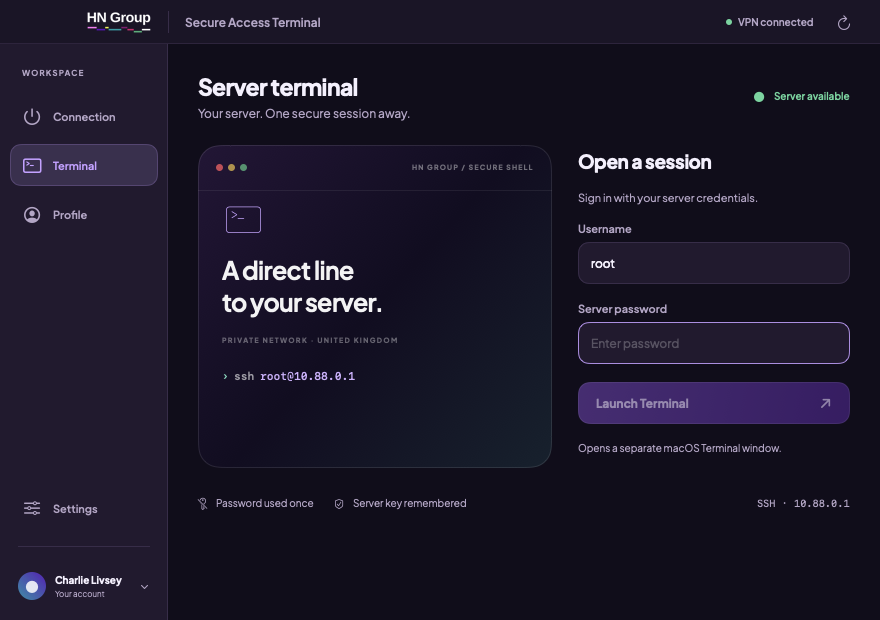 HN Group
Secure Access Terminal
VPN connected
WORKSPACE
Connection
Terminal
Profile
Settings
Charlie Livsey
Your account
Server terminal
Your server. One secure session away.
Server available
HN GROUP / SECURE SHELL
>_
A direct line
to your server.
PRIVATE NETWORK · UNITED KINGDOM
› ssh root@10.88.0.1
Open a session
Sign in with your server credentials.
Username
root
Server password
Enter password
Launch Terminal
Opens a separate macOS Terminal window.
Password used once
Server key remembered
SSH · 10.88.0.1